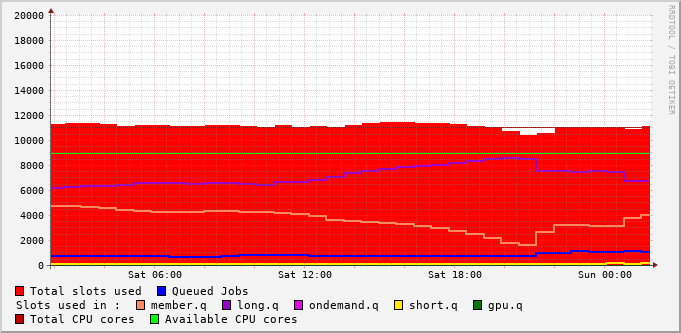 RRDTOOL / TOBI OETIKER
20000
18000
16000
14000
12000
10000
8000
6000
4000
2000
0
Sat 06:00 Sat 12:00 Sat 18:00 Sun 00:00
Total slots used Queued Jobs
Slots used in : member.q long.q ondemand.q short.q gpu.q
Total CPU cores Available CPU cores